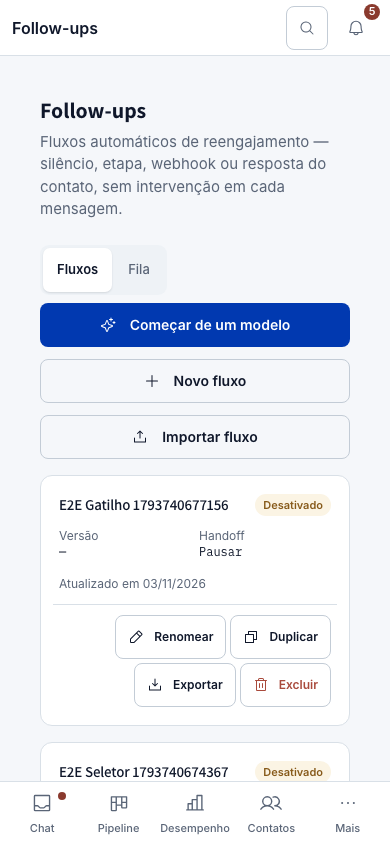 Follow-ups
5
Follow-ups
Fluxos automáticos de reengajamento —
silêncio, etapa, webhook ou resposta do
contato, sem intervenção em cada
mensagem.
Fluxos Fila
Começar de um modelo
Novo fluxo
Importar fluxo
E2E Gatilho 1793740677156 Desativado
Versão Handoff
— Pausar
Atualizado em 03/11/2026
Renomear Duplicar
Exportar Excluir
E2E Seletor 1793740674367 Desativado
Chat Pipeline Desempenho Contatos Mais